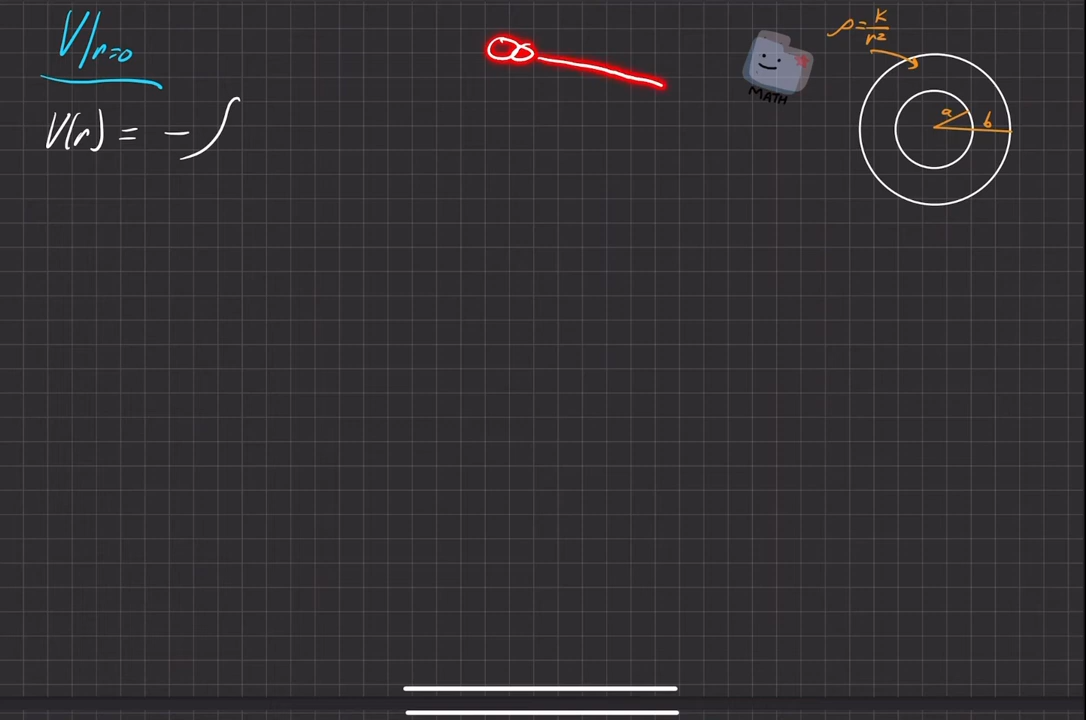 V|r=0
V(r) = - ∫
∞
MATH
ρ = k/r²
a
b